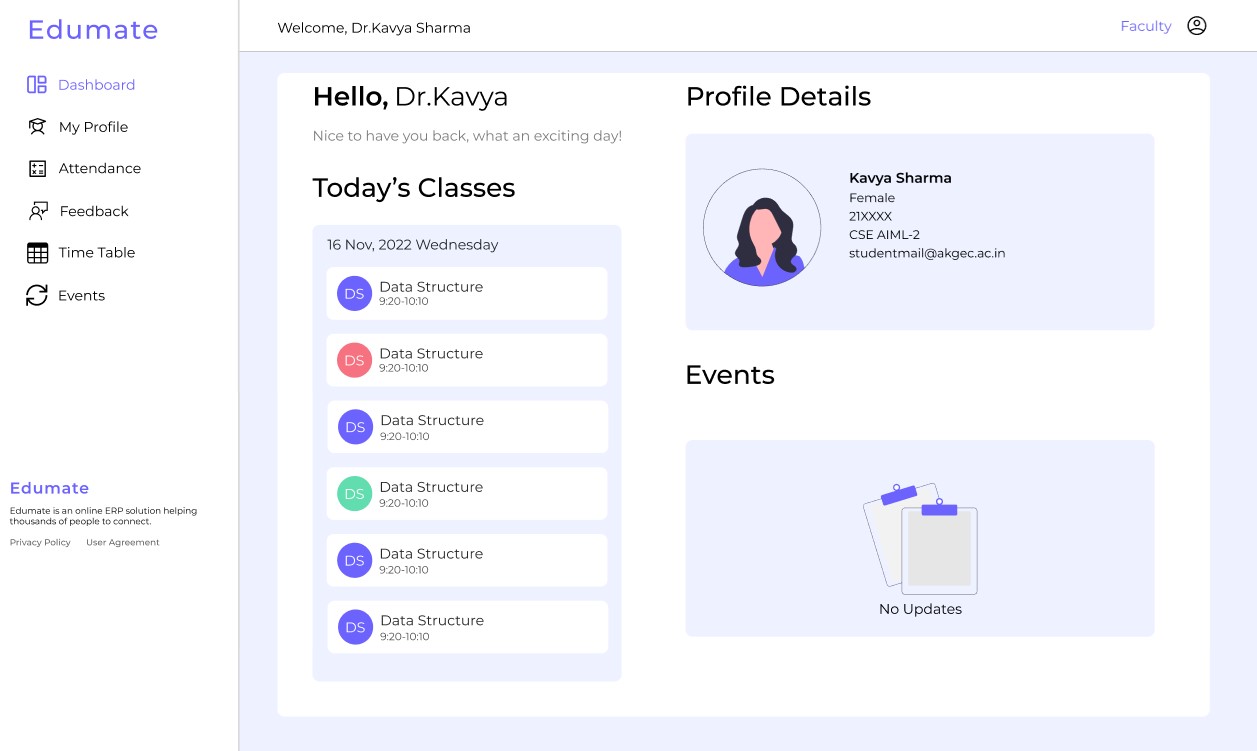 Edumate
Dashboard
My Profile
Attendance
Feedback
Time Table
Events
Edumate
Edumate is an online ERP solution helping
thousands of people to connect.
Privacy Policy User Agreement
Welcome, Dr.Kavya Sharma
Faculty
Hello, Dr.Kavya
Nice to have you back, what an exciting day!
Today’s Classes
16 Nov, 2022 Wednesday
DS
Data Structure
9:20-10:10
DS
Data Structure
9:20-10:10
DS
Data Structure
9:20-10:10
DS
Data Structure
9:20-10:10
DS
Data Structure
9:20-10:10
DS
Data Structure
9:20-10:10
Profile Details
Kavya Sharma
Female
21XXXX
CSE AIML-2
studentmail@akgec.ac.in
Events
No Updates